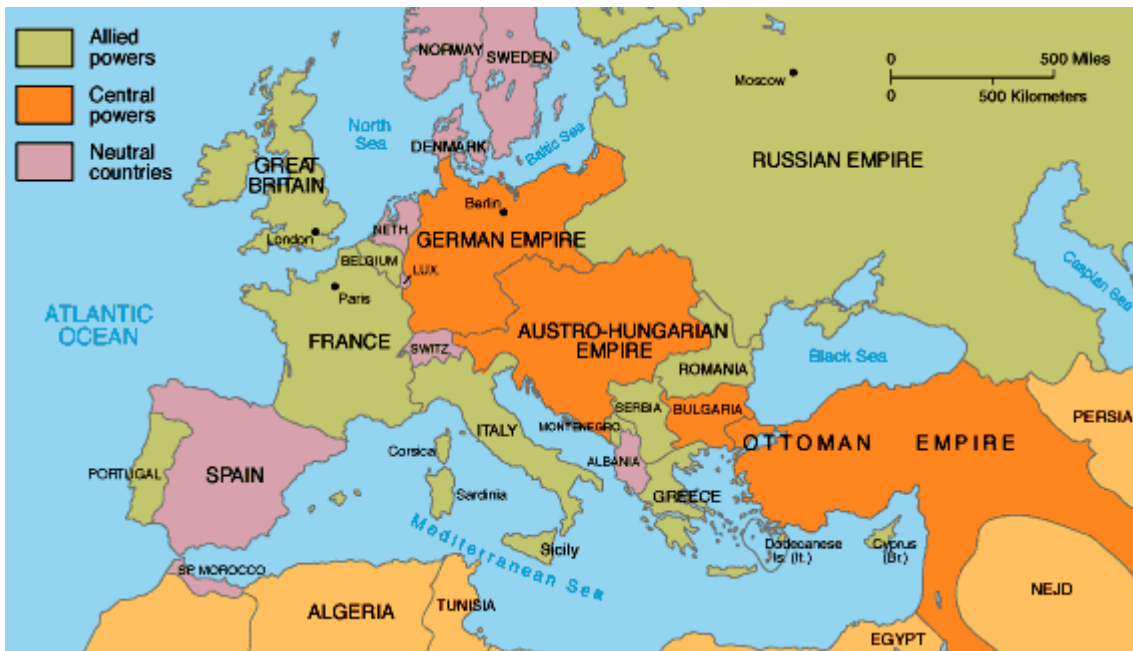 Allied
powers
Central
powers
Neutral
countries
NORWAY
SWEDEN
0 500 Miles
0 500 Kilometers
Moscow
North
Sea
Baltic Sea
DENMARK
RUSSIAN EMPIRE
GREAT
BRITAIN
Berlin
NETH
London
GERMAN EMPIRE
BELGIUM
LUX
Caspian Sea
Paris
ATLANTIC
OCEAN
FRANCE
AUSTRO-HUNGARIAN
EMPIRE
SWITZ
Black Sea
ROMANIA
SERBIA
BULGARIA
PERSIA
ITALY
MONTENEGRO
OTTOMAN EMPIRE
Corsica
ALBANIA
PORTUGAL
SPAIN
Sardinia
GREECE
Mediterranean Sea
Sicily
Dodecanese
Is. (It.)
Cyprus
(Br.)
SP. MOROCCO
NEJD
ALGERIA
TUNISIA
EGYPT